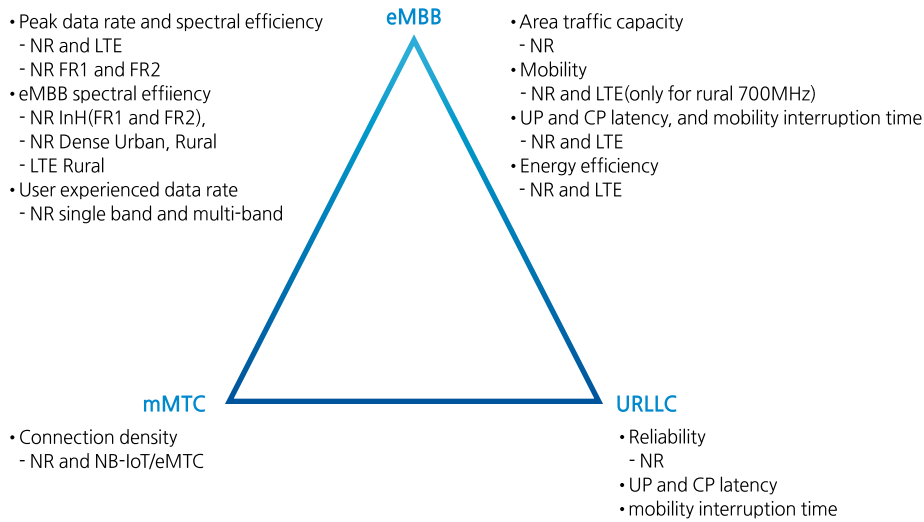 eMBB
• Peak data rate and spectral efficiency
- NR and LTE
- NR FR1 and FR2
• eMBB spectral effiiency
- NR InH(FR1 and FR2),
- NR Dense Urban, Rural
- LTE Rural
• User experienced data rate
- NR single band and multi-band
• Area traffic capacity
- NR
• Mobility
- NR and LTE(only for rural 700MHz)
• UP and CP latency, and mobility interruption time
- NR and LTE
• Energy efficiency
- NR and LTE
mMTC
• Connection density
- NR and NB-IoT/eMTC
URLLC
• Reliability
- NR
• UP and CP latency
• mobility interruption time